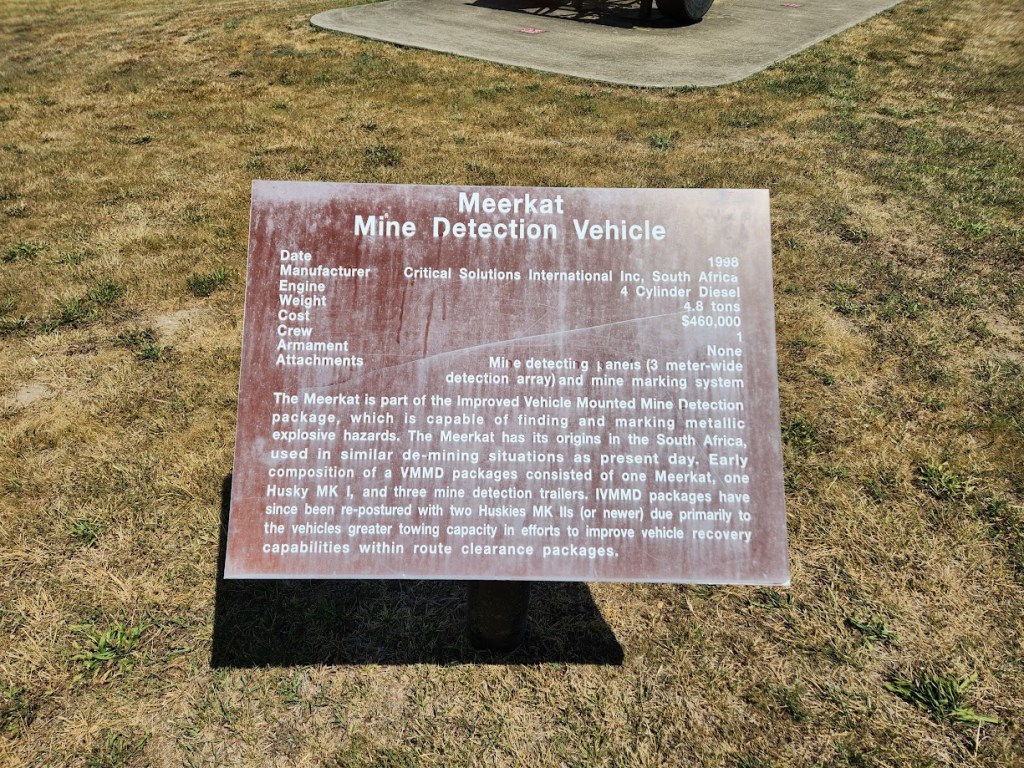 Meerkat
Mine Detection Vehicle
Date 1998
Manufacturer Critical Solutions International Inc, South Africa
Engine 4 Cylinder Diesel
Weight 4.8 tons
Cost $460,000
Crew 1
Armament None
Attachments Mine detecting panels (3 meter-wide
detection array) and mine marking system
The Meerkat is part of the Improved Vehicle Mounted Mine Detection
package, which is capable of finding and marking metallic
explosive hazards. The Meerkat has its origins in the South Africa,
used in similar de-mining situations as present day. Early
composition of a VMMD packages consisted of one Meerkat, one
Husky MK I, and three mine detection trailers. IVMMD packages have
since been re-postured with two Huskies MK IIs (or newer) due primarily to
the vehicles greater towing capacity in efforts to improve vehicle recovery
capabilities within route clearance packages.